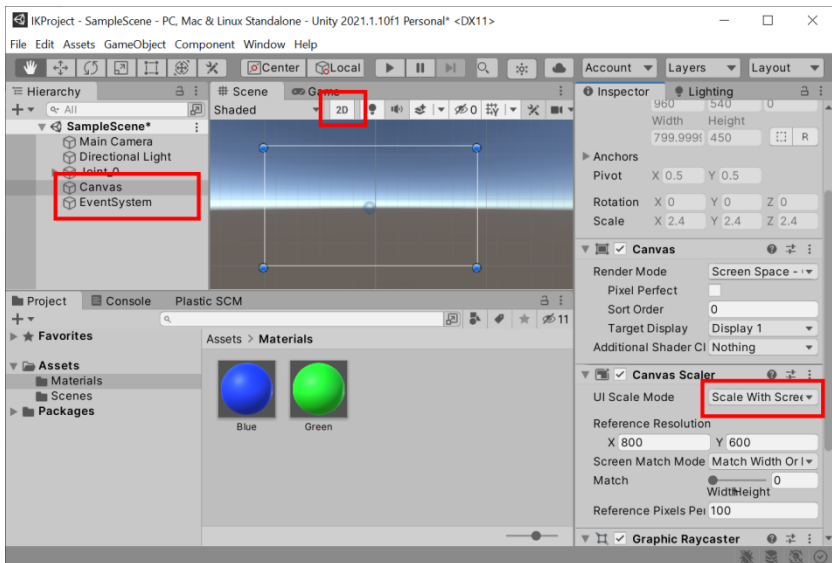 IKProject - SampleScene - PC, Mac & Linux Standalone - Unity 2021.1.10f1 Personal* <DX11>
File Edit Assets GameObject Component Window Help
Center Local Account Layers Layout
Hierarchy
All
SampleScene*
Main Camera
Directional Light
Joint_0
Canvas
EventSystem
Scene Game
Shaded 2D 0
Inspector Lighting
960 540 0
Width Height
799.9999 450 R
Anchors
Pivot X 0.5 Y 0.5
Rotation X 0 Y 0 Z 0
Scale X 2.4 Y 2.4 Z 2.4
Canvas
Render Mode Screen Space -
Pixel Perfect
Sort Order 0
Target Display Display 1
Additional Shader Cl Nothing
Canvas Scaler
UI Scale Mode Scale With Scree
Reference Resolution
X 800 Y 600
Screen Match Mode Match Width Or
Match 0
Width Height
Reference Pixels Per 100
Graphic Raycaster
Project Console Plastic SCM
11
Favorites
Assets
Materials
Scenes
Packages
Assets > Materials
Blue Green